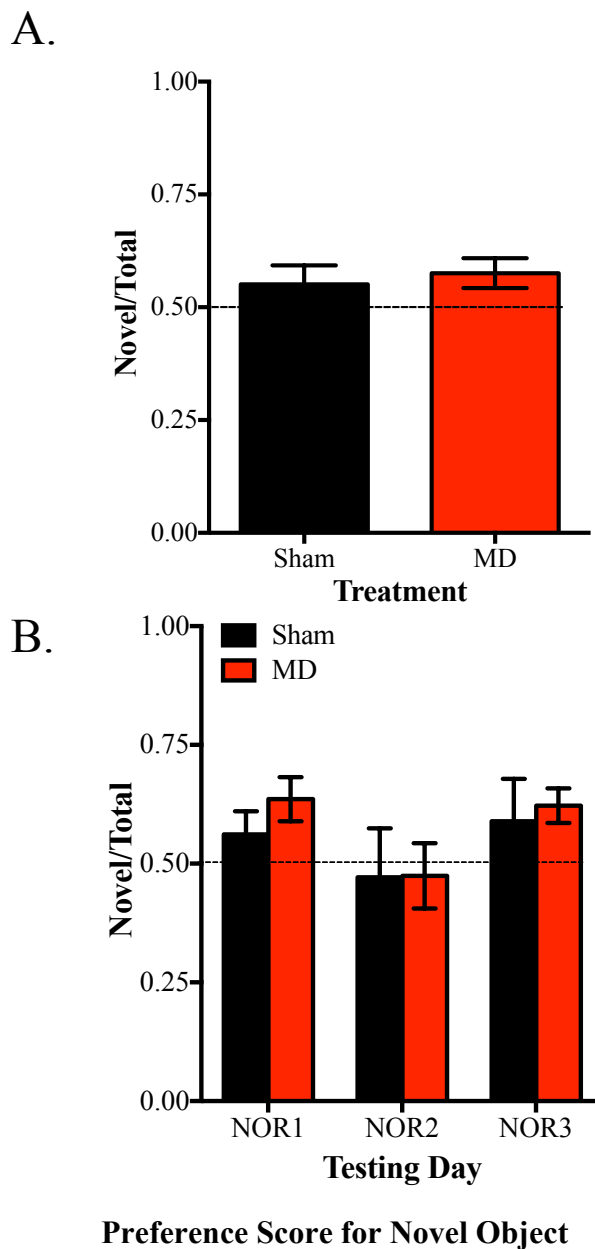 A.
1.00
0.75
0.50
0.25
0.00
Novel/Total
Sham MD
Treatment
B.
1.00
0.75
0.50
0.25
0.00
Novel/Total
Sham
MD
NOR1 NOR2 NOR3
Testing Day
Preference Score for Novel Object